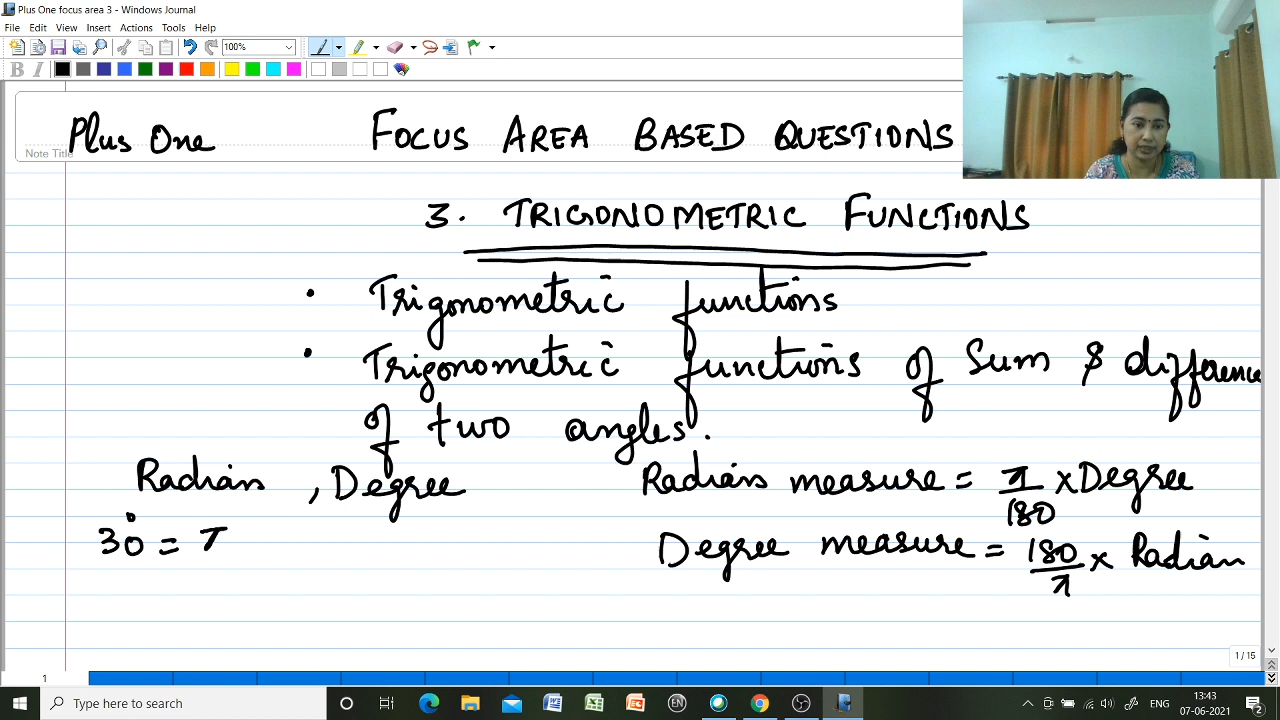 Plus One focus area 3 - Windows Journal
File Edit View Insert Actions Tools Help
100%
B I
Plus One FOCUS AREA BASED QUESTIONS
Note Title
3. TRIGONOMETRIC FUNCTIONS
• Trigonometric functions
• Trigonometric functions of Sum & difference
of two angles.
Radian , Degree Radian measure = π/180 × Degree
30° = π
Degree measure = 180/π × Radian
1 / 15
1
Type here to search
ENG
13:43
07-06-2021
2